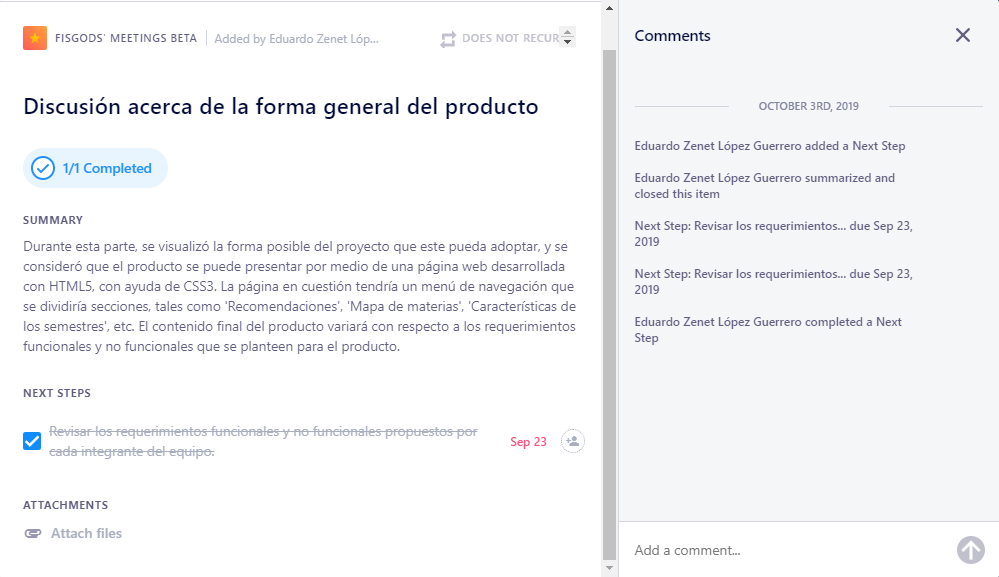 FISGODS' MEETINGS BETA
Added by Eduardo Zenet Lóp...
DOES NOT RECUR
Discusión acerca de la forma general del producto
1/1 Completed
SUMMARY
Durante esta parte, se visualizó la forma posible del proyecto que este pueda adoptar, y se
consideró que el producto se puede presentar por medio de una página web desarrollada
con HTML5, con ayuda de CSS3. La página en cuestión tendría un menú de navegación que
se dividiría secciones, tales como 'Recomendaciones', 'Mapa de materias', 'Características de
los semestres', etc. El contenido final del producto variará con respecto a los requerimientos
funcionales y no funcionales que se planteen para el producto.
NEXT STEPS
Revisar los requerimientos funcionales y no funcionales propuestos por
cada integrante del equipo.
Sep 23
ATTACHMENTS
Attach files
Comments
OCTOBER 3RD, 2019
Eduardo Zenet López Guerrero added a Next Step
Eduardo Zenet López Guerrero summarized and
closed this item
Next Step: Revisar los requerimientos... due Sep 23,
2019
Next Step: Revisar los requerimientos... due Sep 23,
2019
Eduardo Zenet López Guerrero completed a Next
Step
Add a comment...